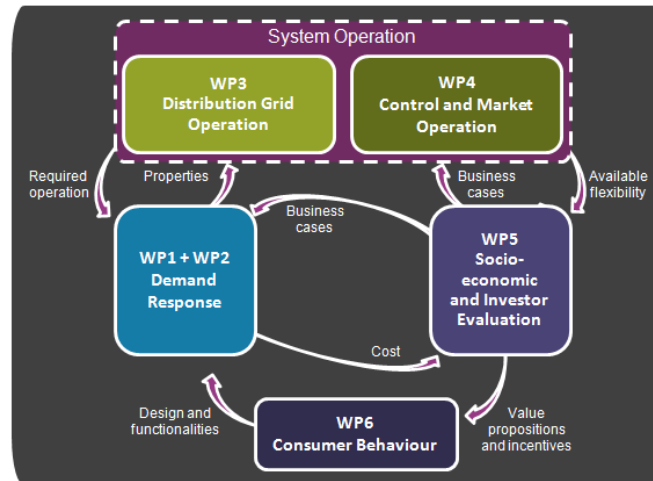 System Operation
WP3
Distribution Grid
Operation
WP4
Control and Market
Operation
Required
operation
Properties
Business
cases
Available
flexibility
Business
cases
WP1 + WP2
Demand
Response
WP5
Socio-
economic
and Investor
Evaluation
Cost
Design and
functionalities
WP6
Consumer Behaviour
Value
propositions
and incentives